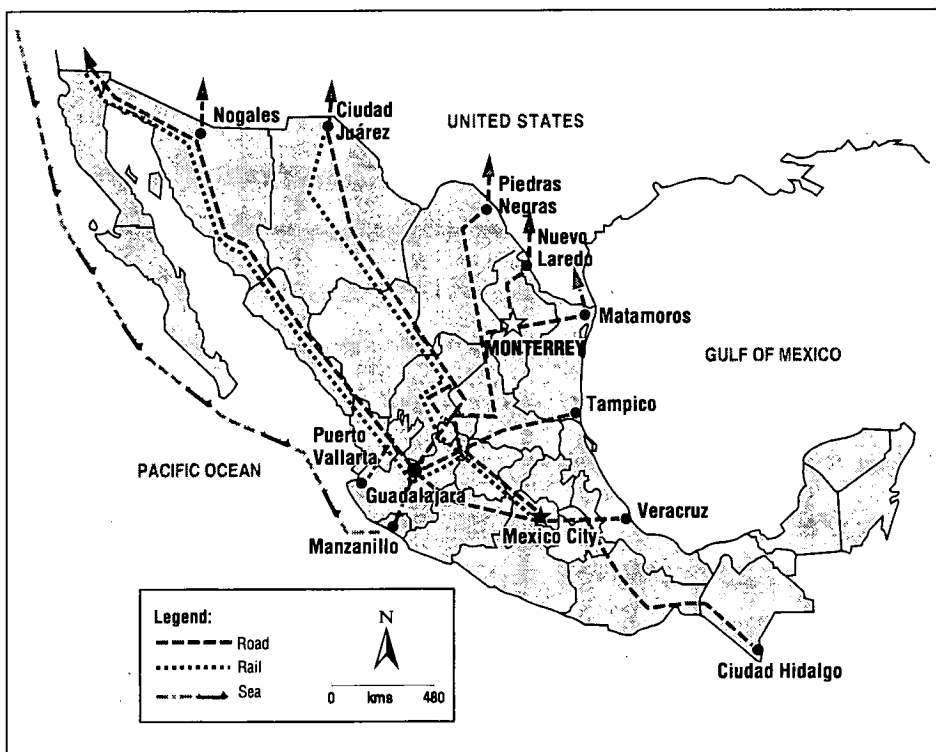 Nogales
Ciudad
Juárez
UNITED STATES
Piedras
Negras
Nuevo
Laredo
Matamoros
MONTERREY
GULF OF MEXICO
Tampico
Puerto
Vallarta
PACIFIC OCEAN
Guadalajara
Veracruz
Mexico City
Manzanillo
Legend:
Road
Rail
Sea
N
0 kms 480
Ciudad Hidalgo